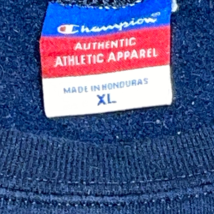 Champion
AUTHENTIC
ATHLETIC APPAREL
MADE IN HONDURAS
XL